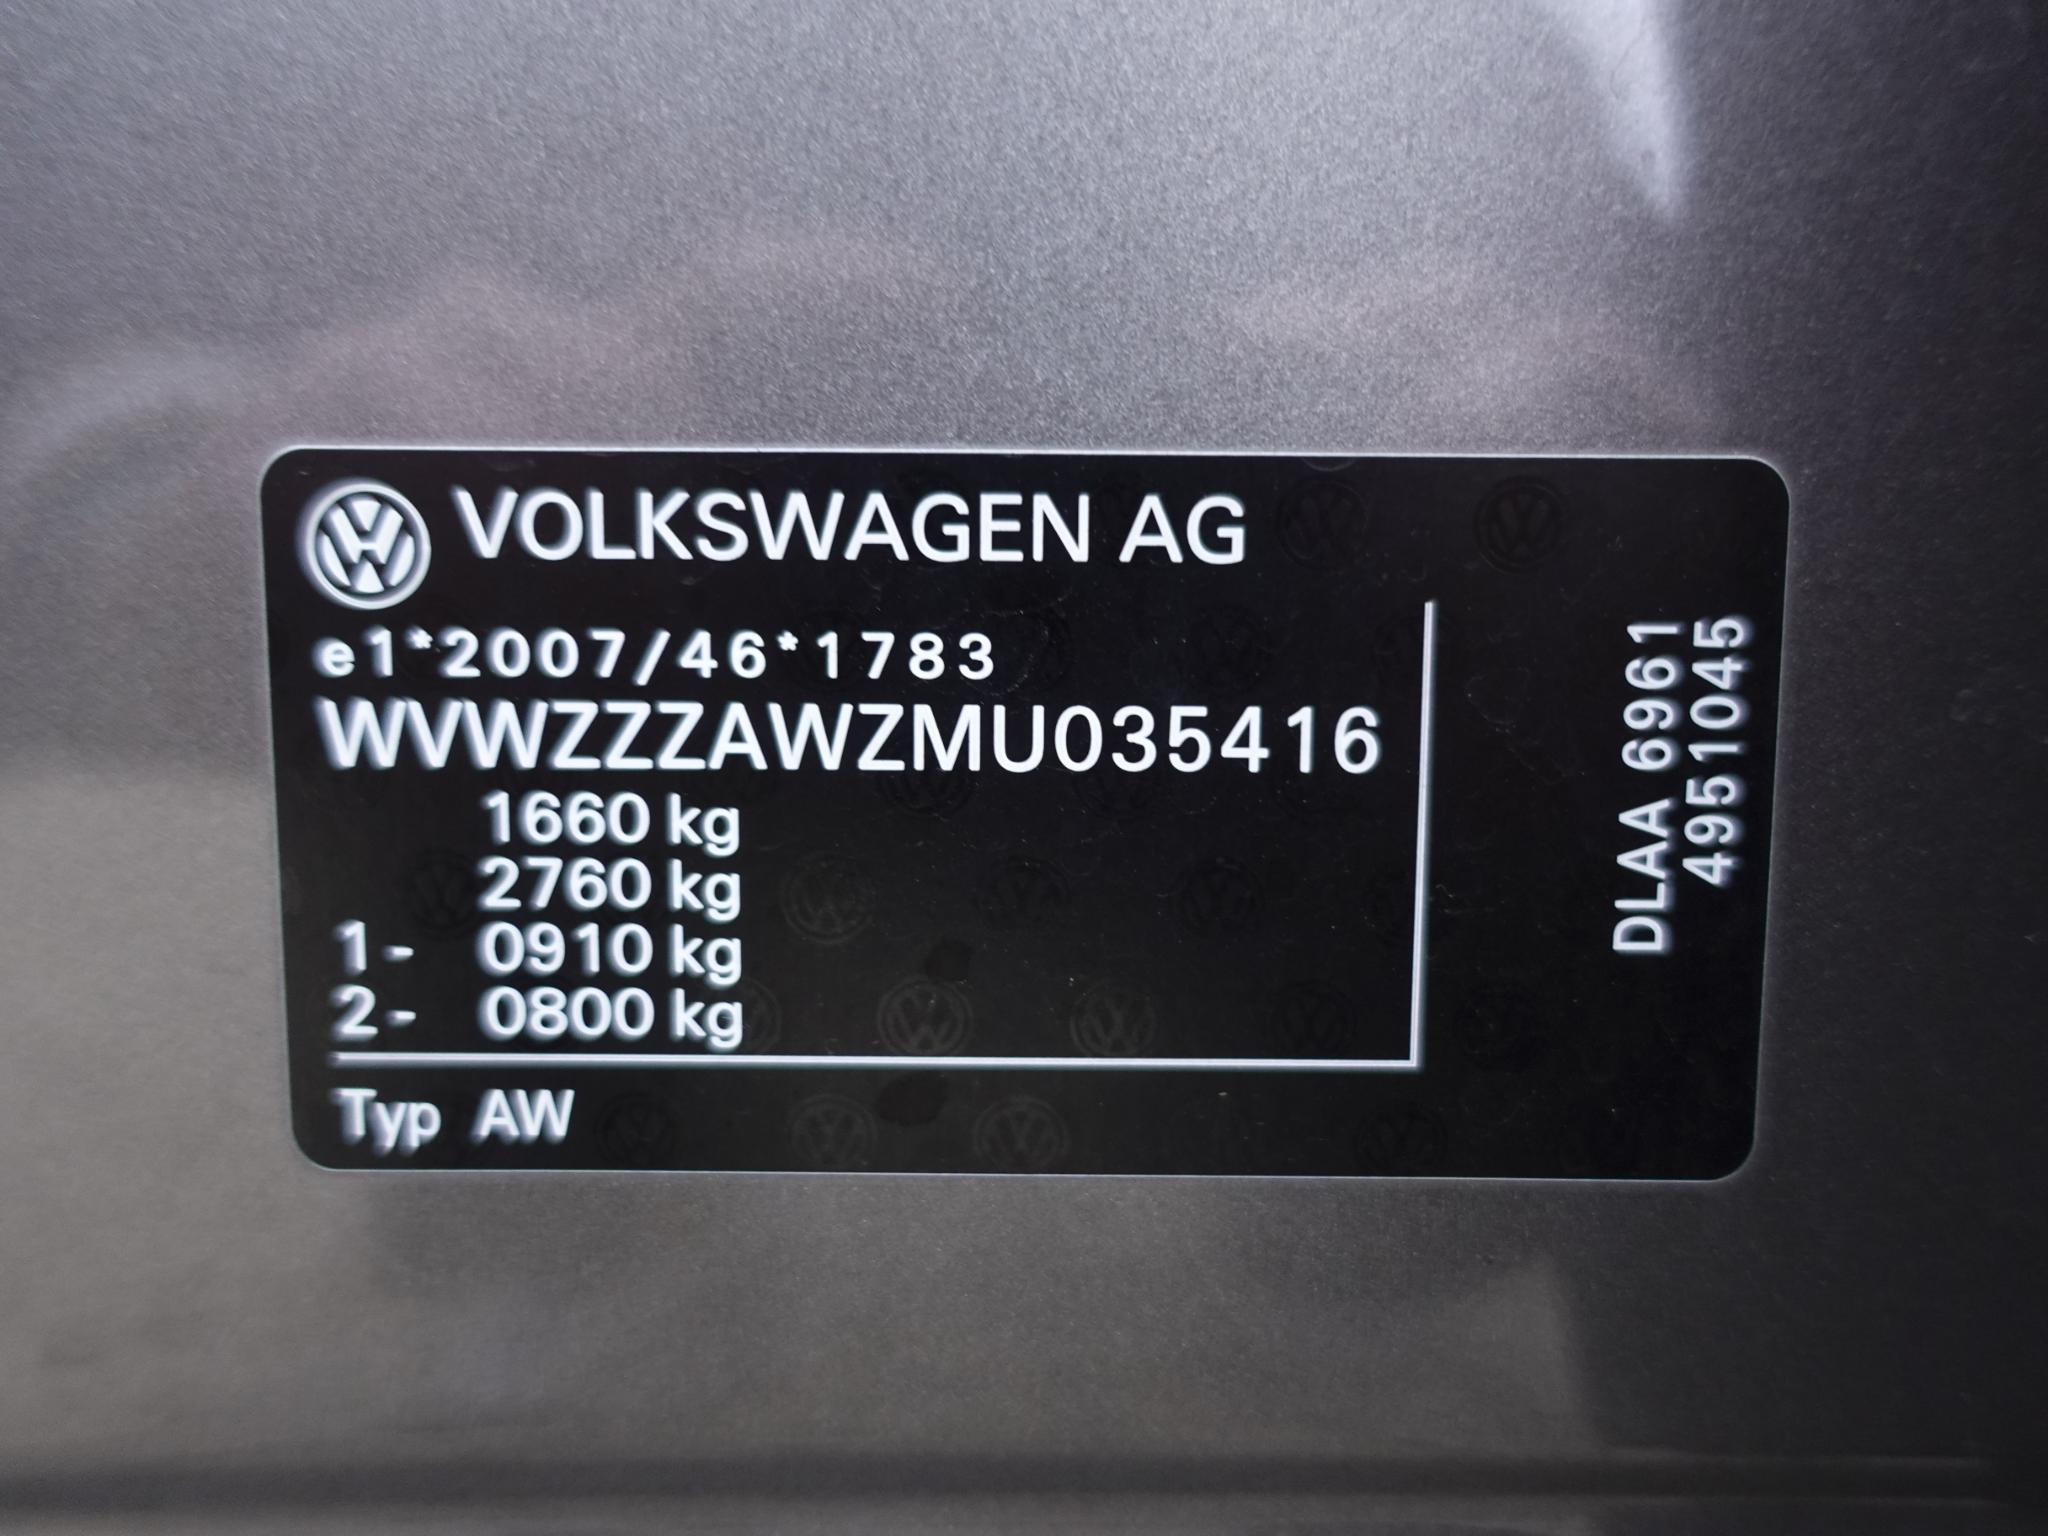 VOLKSWAGEN AG
e1*2007/46*1783
WVWZZZAWZMU035416
1660 kg
2760 kg
1- 0910 kg
2- 0800 kg
Typ AW
DLAA 6961
4951045